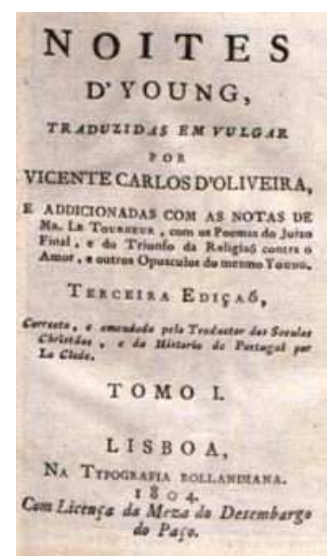 NOITES
D'YOUNG,
TRADUZIDAS EM VULGAR
POR
VICENTE CARLOS D'OLIVEIRA,
E ADDICIONADAS COM AS NOTAS DE
MR. LE TOURNEUR, com os Poemas do Juizo
Final, e do Triunfo da Religiaõ contra o
Amor, e outros Opusculos do mesmo YOUNG.
TERCEIRA EDIÇAÕ,
Correcta, e emendada pelo Traductor dos Seculos
Christãos, e da Historia de Portugal por
La Clede.
TOMO I.
LISBOA,
NA TYPOGRAFIA ROLLANDIANA.
1804.
Com Licença da Meza do Desembargo
do Paço.